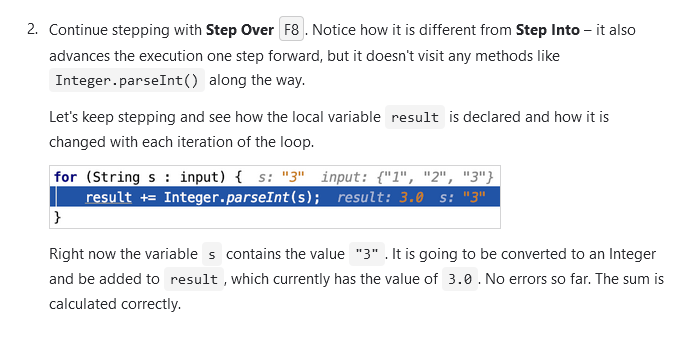 2. Continue stepping with Step Over F8 . Notice how it is different from Step Into – it also
advances the execution one step forward, but it doesn't visit any methods like
Integer.parseInt() along the way.
Let's keep stepping and see how the local variable result is declared and how it is
changed with each iteration of the loop.
for (String s : input) { s: "3" input: {"1", "2", "3"}
result += Integer.parseInt(s); result: 3.0 s: "3"
}
Right now the variable s contains the value "3" . It is going to be converted to an Integer
and be added to result , which currently has the value of 3.0 . No errors so far. The sum is
calculated correctly.